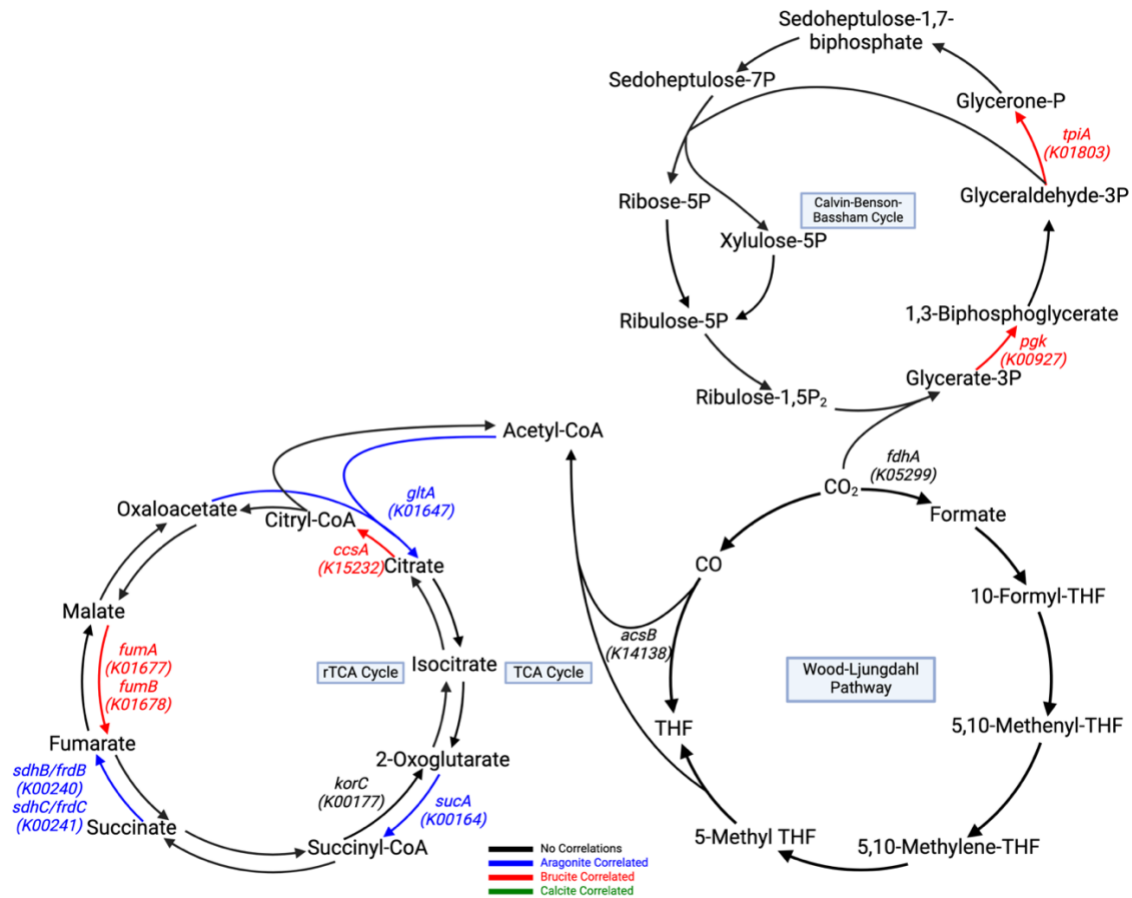 Sedoheptulose-1,7-
biphosphate
Sedoheptulose-7P
Glycerone-P
tpiA
(K01803)
Ribose-5P
Calvin-Benson-
Bassham Cycle
Glyceraldehyde-3P
Xylulose-5P
Ribulose-5P
1,3-Biphosphoglycerate
pgk
(K00927)
Glycerate-3P
Ribulose-1,5P₂
Acetyl-CoA
fdhA
(K05299)
CO₂
Formate
gltA
(K01647)
Oxaloacetate
Citryl-CoA
ccsA
(K15232)
Citrate
CO
10-Formyl-THF
Malate
acsB
(K14138)
fumA
(K01677)
fumB
(K01678)
rTCA Cycle
Isocitrate
TCA Cycle
Wood-Ljungdahl
Pathway
THF
5,10-Methenyl-THF
Fumarate
2-Oxoglutarate
sdhB/frdB
(K00240)
sdhC/frdC
(K00241)
korC
(K00177)
sucA
(K00164)
Succinate
Succinyl-CoA
5-Methyl THF
5,10-Methylene-THF
No Correlations
Aragonite Correlated
Brucite Correlated
Calcite Correlated